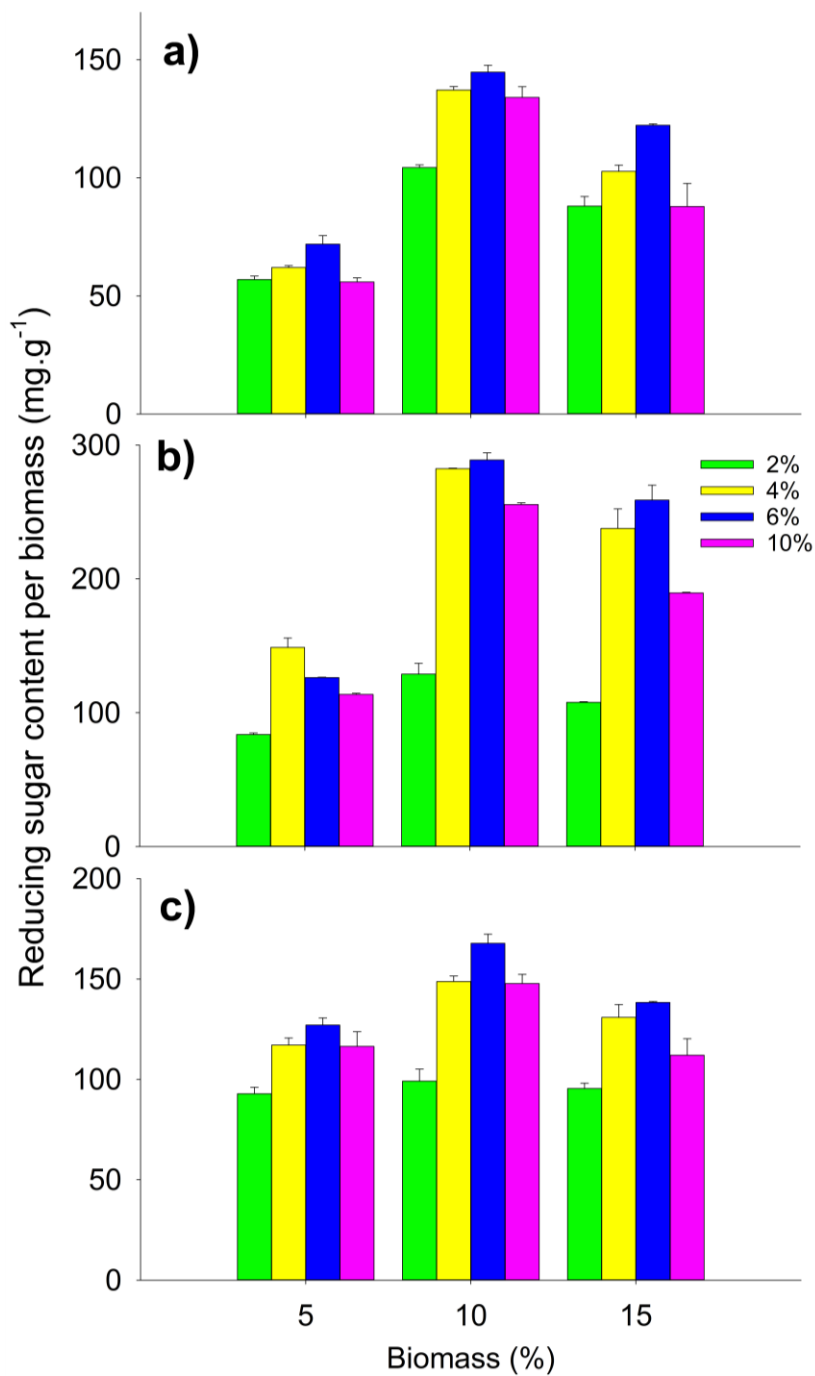 a)
150
100
50
0
b)
300
200
100
0
2%
4%
6%
10%
c)
200
150
100
50
0
5 10 15
Biomass (%)
Reducing sugar content per biomass (mg.g⁻¹)